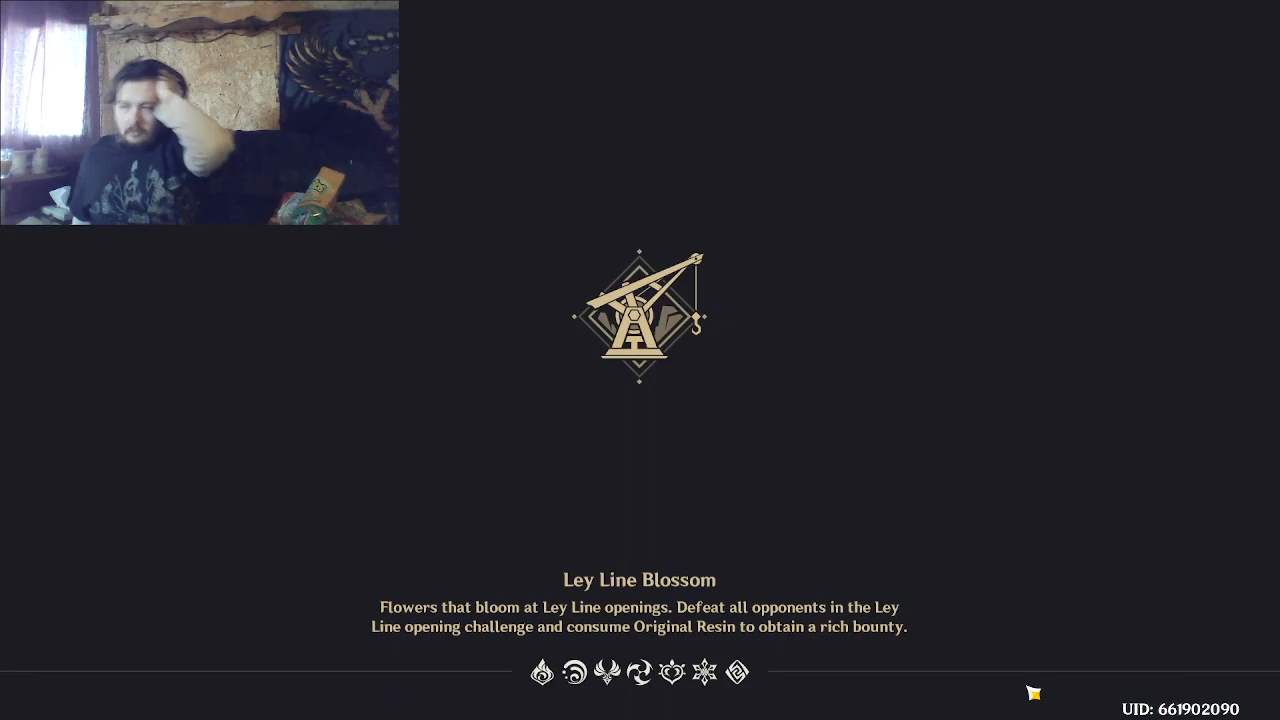 Ley Line Blossom
Flowers that bloom at Ley Line openings. Defeat all opponents in the Ley
Line opening challenge and consume Original Resin to obtain a rich bounty.
UID: 661902090